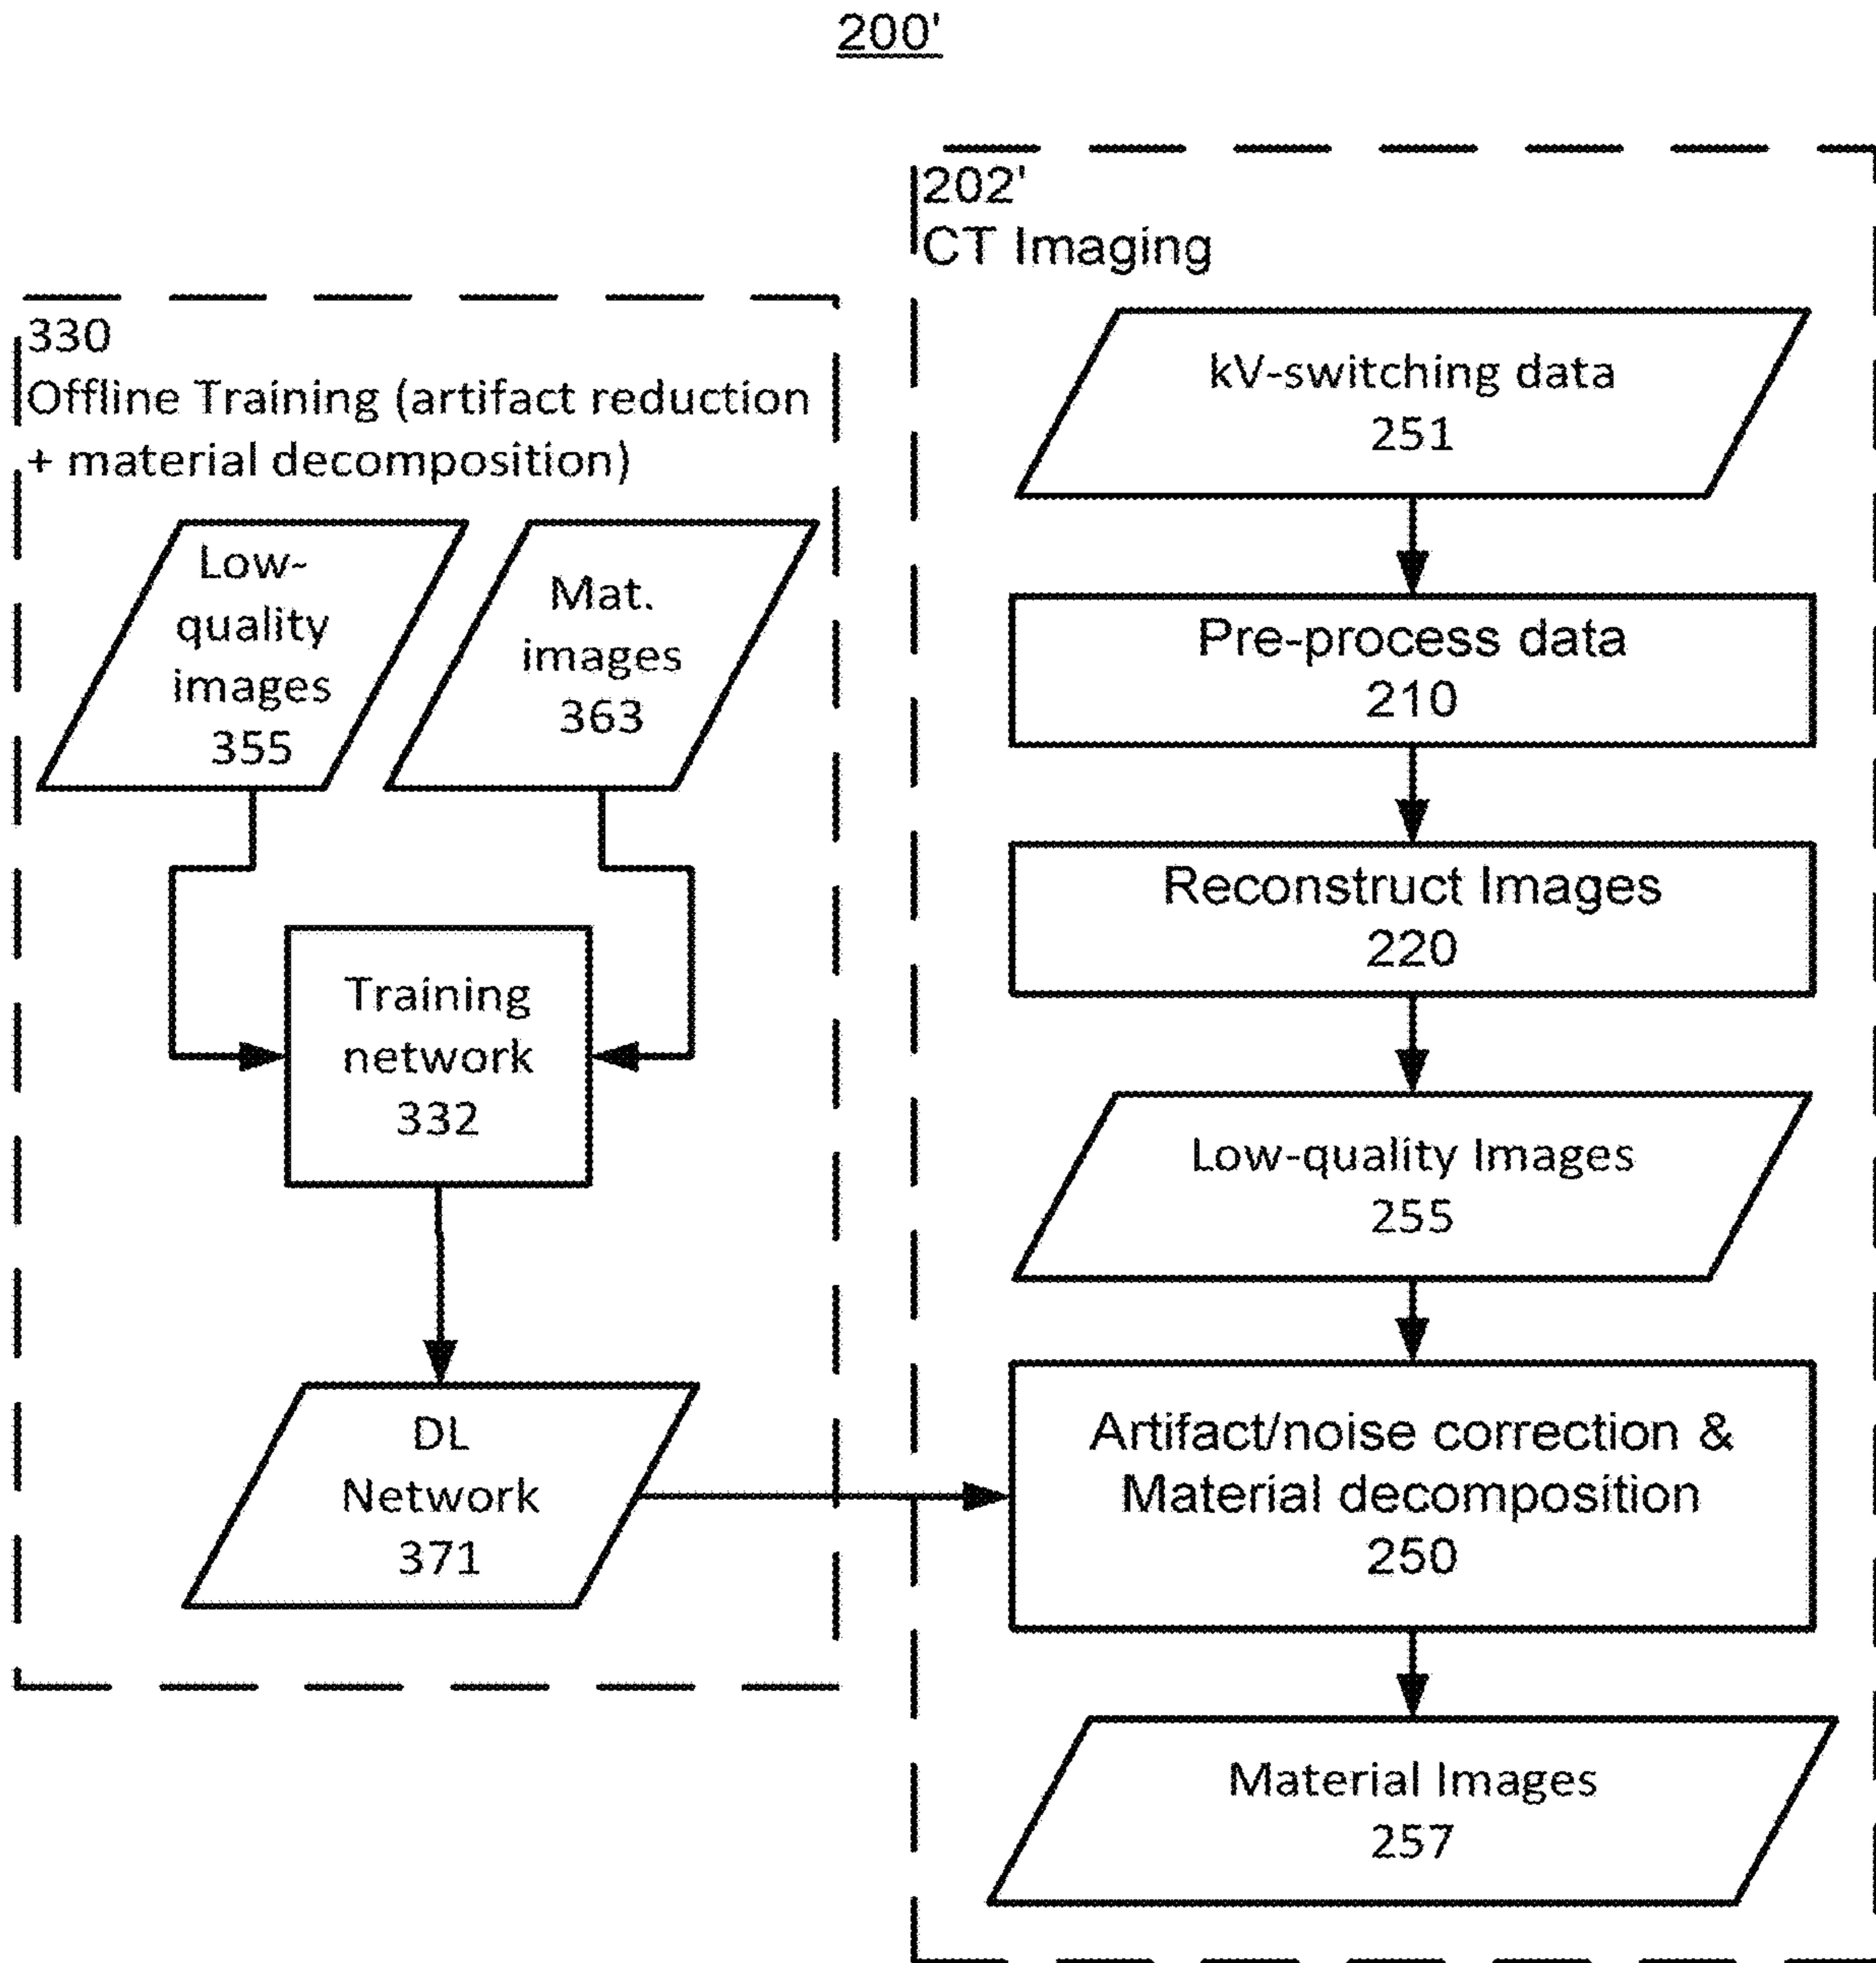 200'
330
Offline Training (artifact reduction
+ material decomposition)
Low-
quality
images
355
Mat.
images
363
Training
network
332
DL
Network
371
202'
CT Imaging
kV-switching data
251
Pre-process data
210
Reconstruct Images
220
Low-quality Images
255
Artifact/noise correction &
Material decomposition
250
Material Images
257